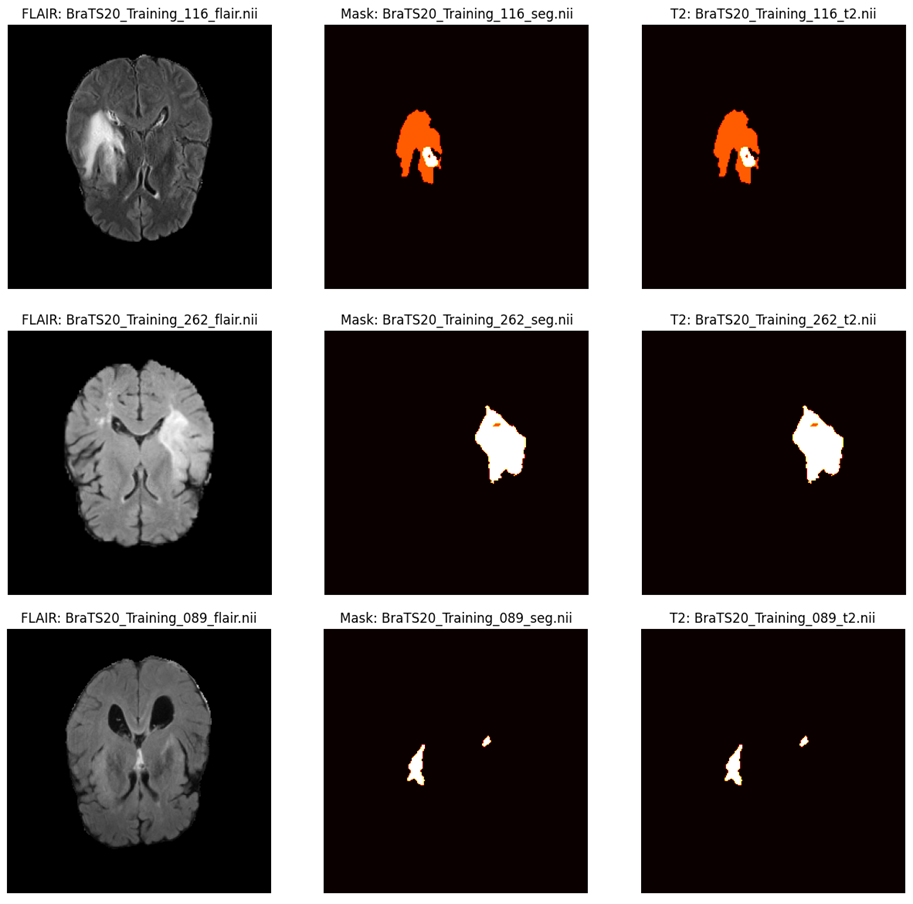 FLAIR: BraTS20_Training_116_flair.nii
Mask: BraTS20_Training_116_seg.nii
T2: BraTS20_Training_116_t2.nii
FLAIR: BraTS20_Training_262_flair.nii
Mask: BraTS20_Training_262_seg.nii
T2: BraTS20_Training_262_t2.nii
FLAIR: BraTS20_Training_089_flair.nii
Mask: BraTS20_Training_089_seg.nii
T2: BraTS20_Training_089_t2.nii